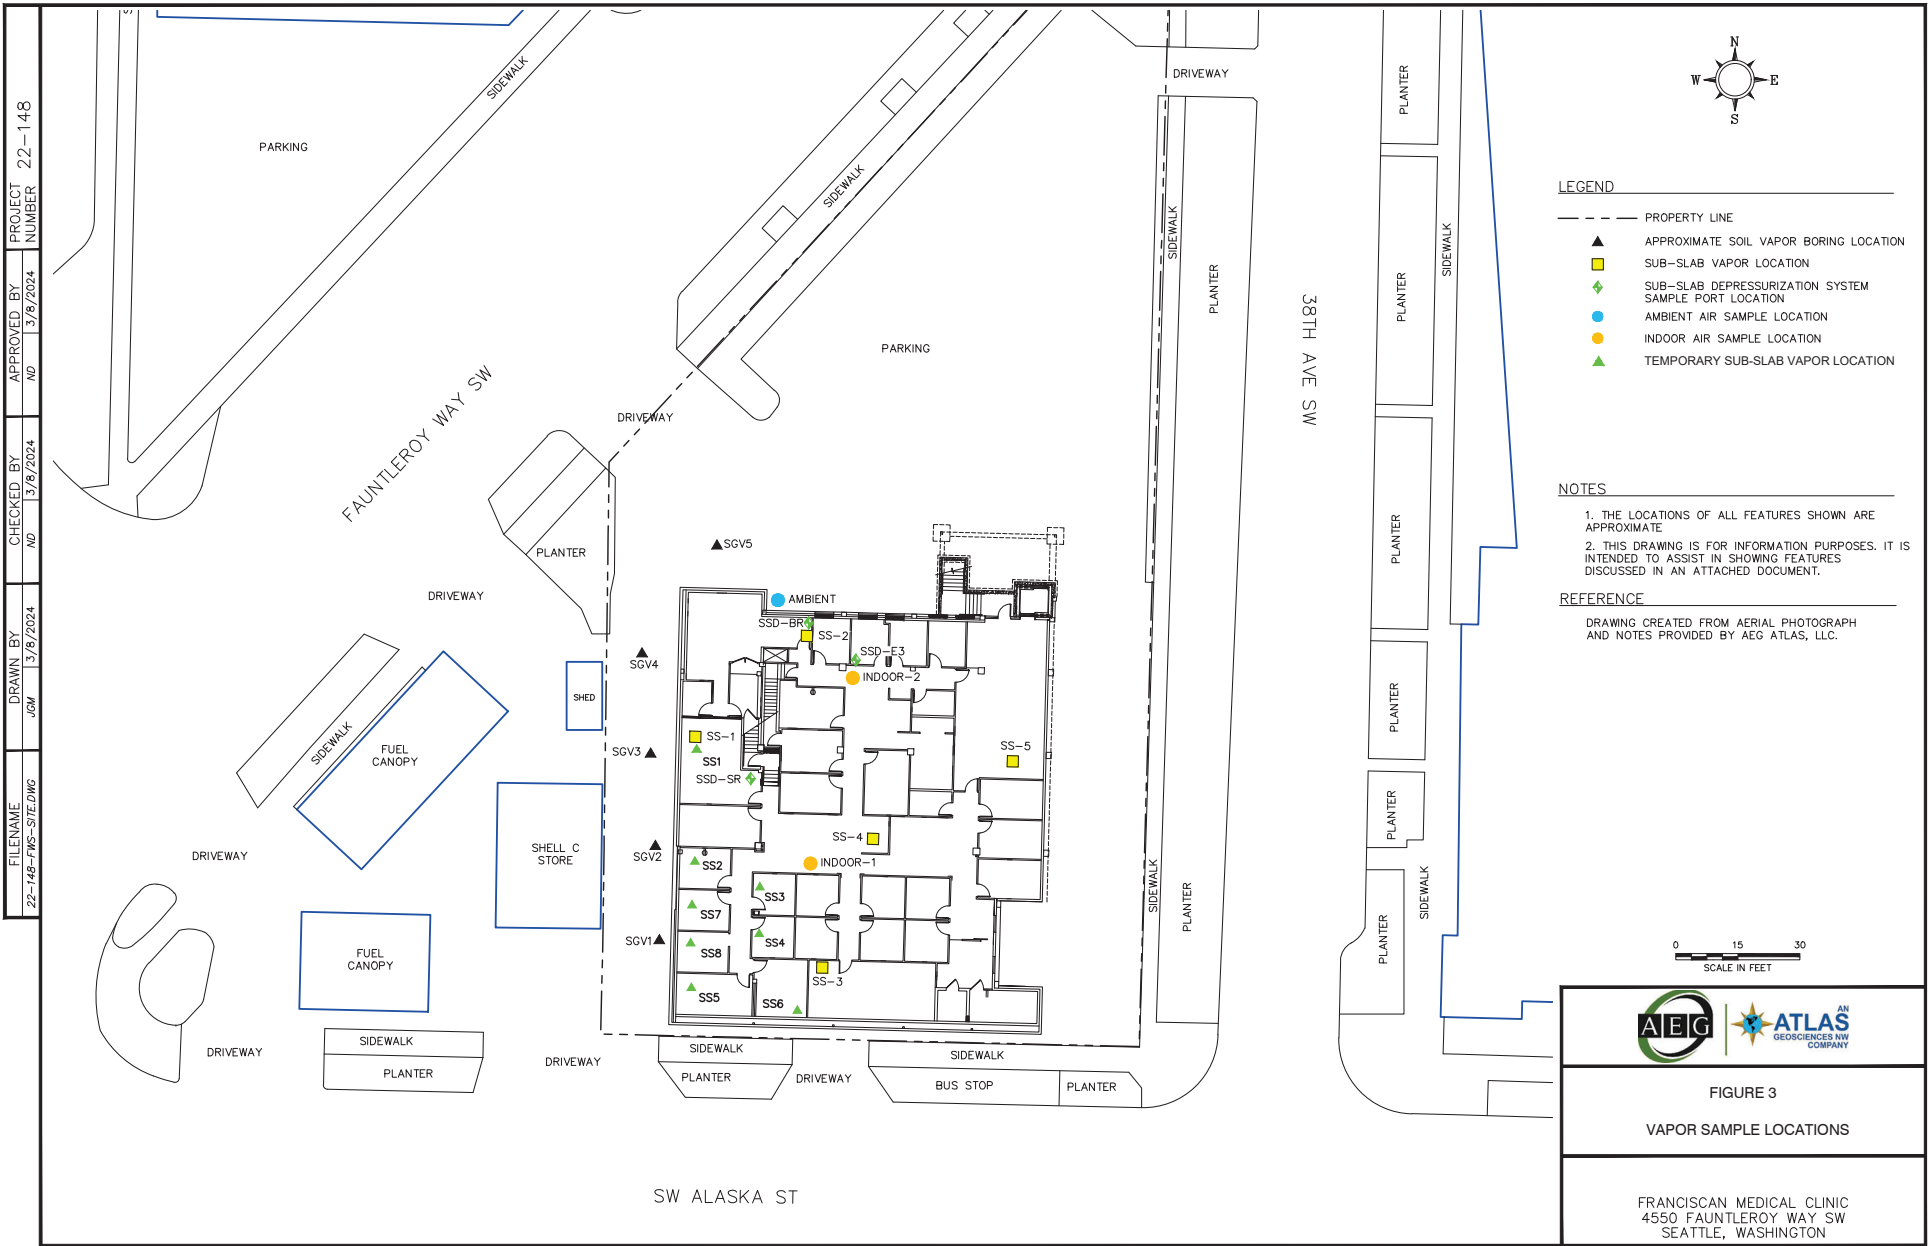 PROJECT
NUMBER
22-148
APPROVED BY
ND
3/8/2024
CHECKED BY
ND
3/8/2024
DRAWN BY
JGM
3/8/2024
FILENAME
22-148-FWS-SITE.DWG
S
PARKING
SIDEWALK
SIDEWALK
DRIVEWAY
SIDEWALK
PLANTER
38TH AVE SW
PARKING
FAUNTLEROY WAY SW
DRIVEWAY
PLANTER
DRIVEWAY
PLANTER
PLANTER
SIDEWALK
PLANTER
PLANTER
PLANTER
SIDEWALK
PLANTER
SIDEWALK
PLANTER
SGV5
AMBIENT
SSD-BR
SS-2
SSD-E3
INDOOR-2
SGV4
SHED
SIDEWALK
FUEL
CANOPY
SGV3
SS-1
SS1
SSD-SR
SS-5
SS-4
SHELL C
STORE
SGV2
INDOOR-1
SS2
SS3
SS7
SS4
SS8
SGV1
SS-3
SS5
SS6
DRIVEWAY
FUEL
CANOPY
DRIVEWAY
SIDEWALK
PLANTER
DRIVEWAY
SIDEWALK
PLANTER
DRIVEWAY
SIDEWALK
BUS STOP
PLANTER
SW ALASKA ST
N
W
E
S
LEGEND
PROPERTY LINE
APPROXIMATE SOIL VAPOR BORING LOCATION
SUB-SLAB VAPOR LOCATION
SUB-SLAB DEPRESSURIZATION SYSTEM
SAMPLE PORT LOCATION
AMBIENT AIR SAMPLE LOCATION
INDOOR AIR SAMPLE LOCATION
TEMPORARY SUB-SLAB VAPOR LOCATION
NOTES
1. THE LOCATIONS OF ALL FEATURES SHOWN ARE
APPROXIMATE
2. THIS DRAWING IS FOR INFORMATION PURPOSES. IT IS
INTENDED TO ASSIST IN SHOWING FEATURES
DISCUSSED IN AN ATTACHED DOCUMENT.
REFERENCE
DRAWING CREATED FROM AERIAL PHOTOGRAPH
AND NOTES PROVIDED BY AEG ATLAS, LLC.
0 15 30
SCALE IN FEET
AEG
AN
ATLAS
GEOSCIENCES NW
COMPANY
FIGURE 3
VAPOR SAMPLE LOCATIONS
FRANCISCAN MEDICAL CLINIC
4550 FAUNTLEROY WAY SW
SEATTLE, WASHINGTON